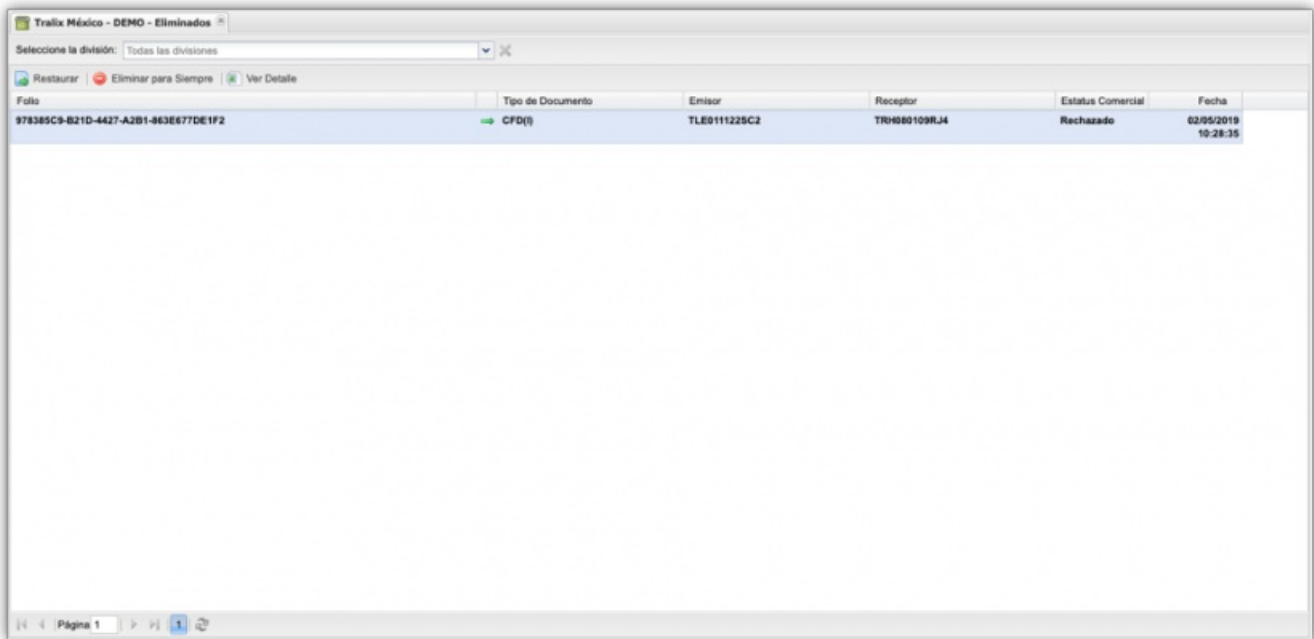 Tralix México - DEMO - Eliminados
Seleccione la división: Todas las divisiones
Restaurar Eliminar para Siempre Ver Detalle
Folio Tipo de Documento Emisor Receptor Estatus Comercial Fecha
978385C9-B21D-4427-A2B1-863E677DE1F2 CFD(I) TLE011122SC2 TRH080109RJ4 Rechazado 02/05/2019
10:28:35
Página 1 1